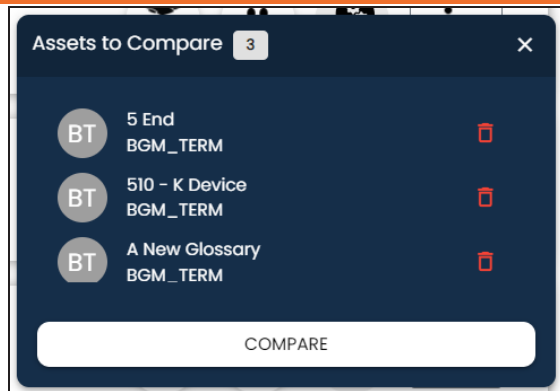 Assets to Compare 3
BT
5 End
BGM_TERM
BT
510 - K Device
BGM_TERM
BT
A New Glossary
BGM_TERM
COMPARE